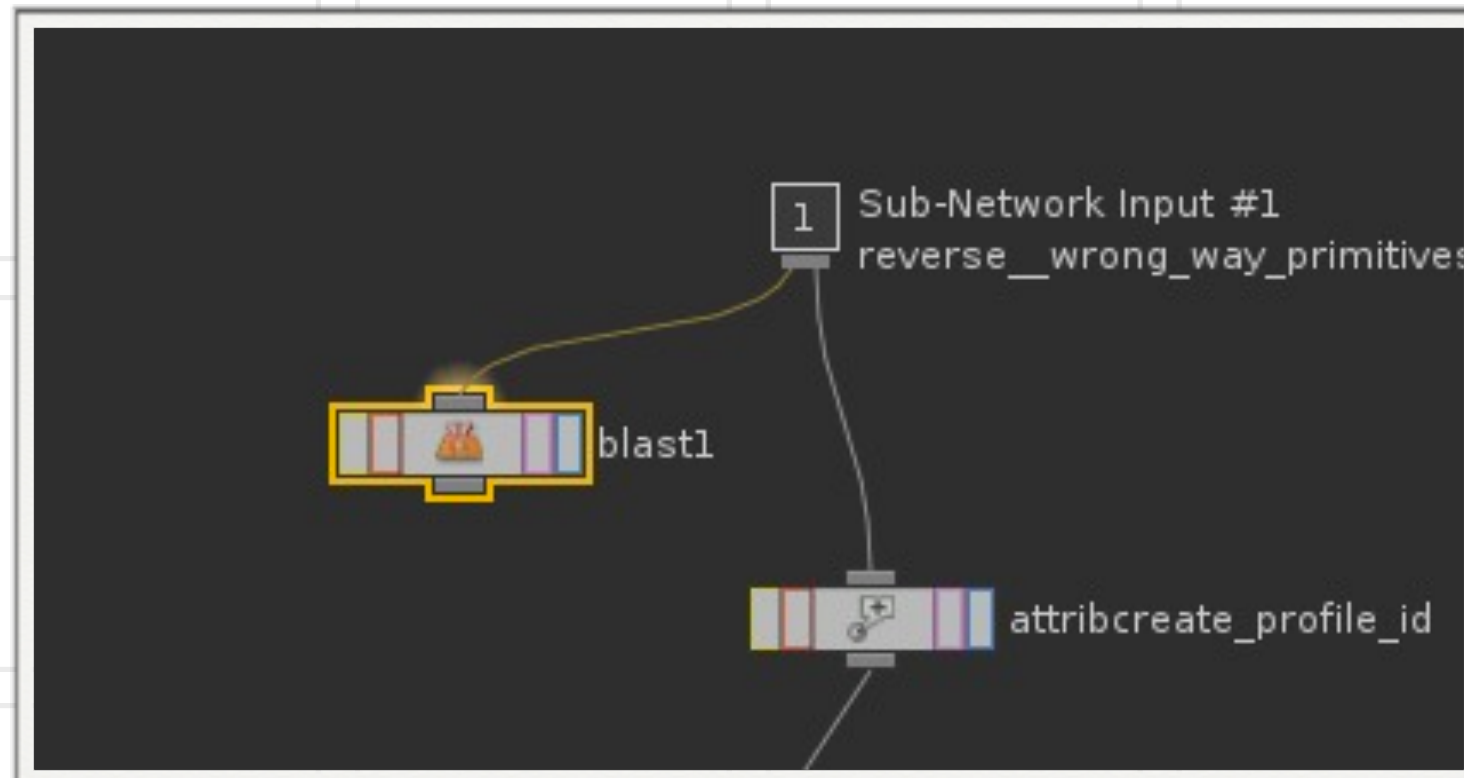 1
Sub-Network Input #1
reverse__wrong_way_primitives
blast1
attribcreate_profile_id